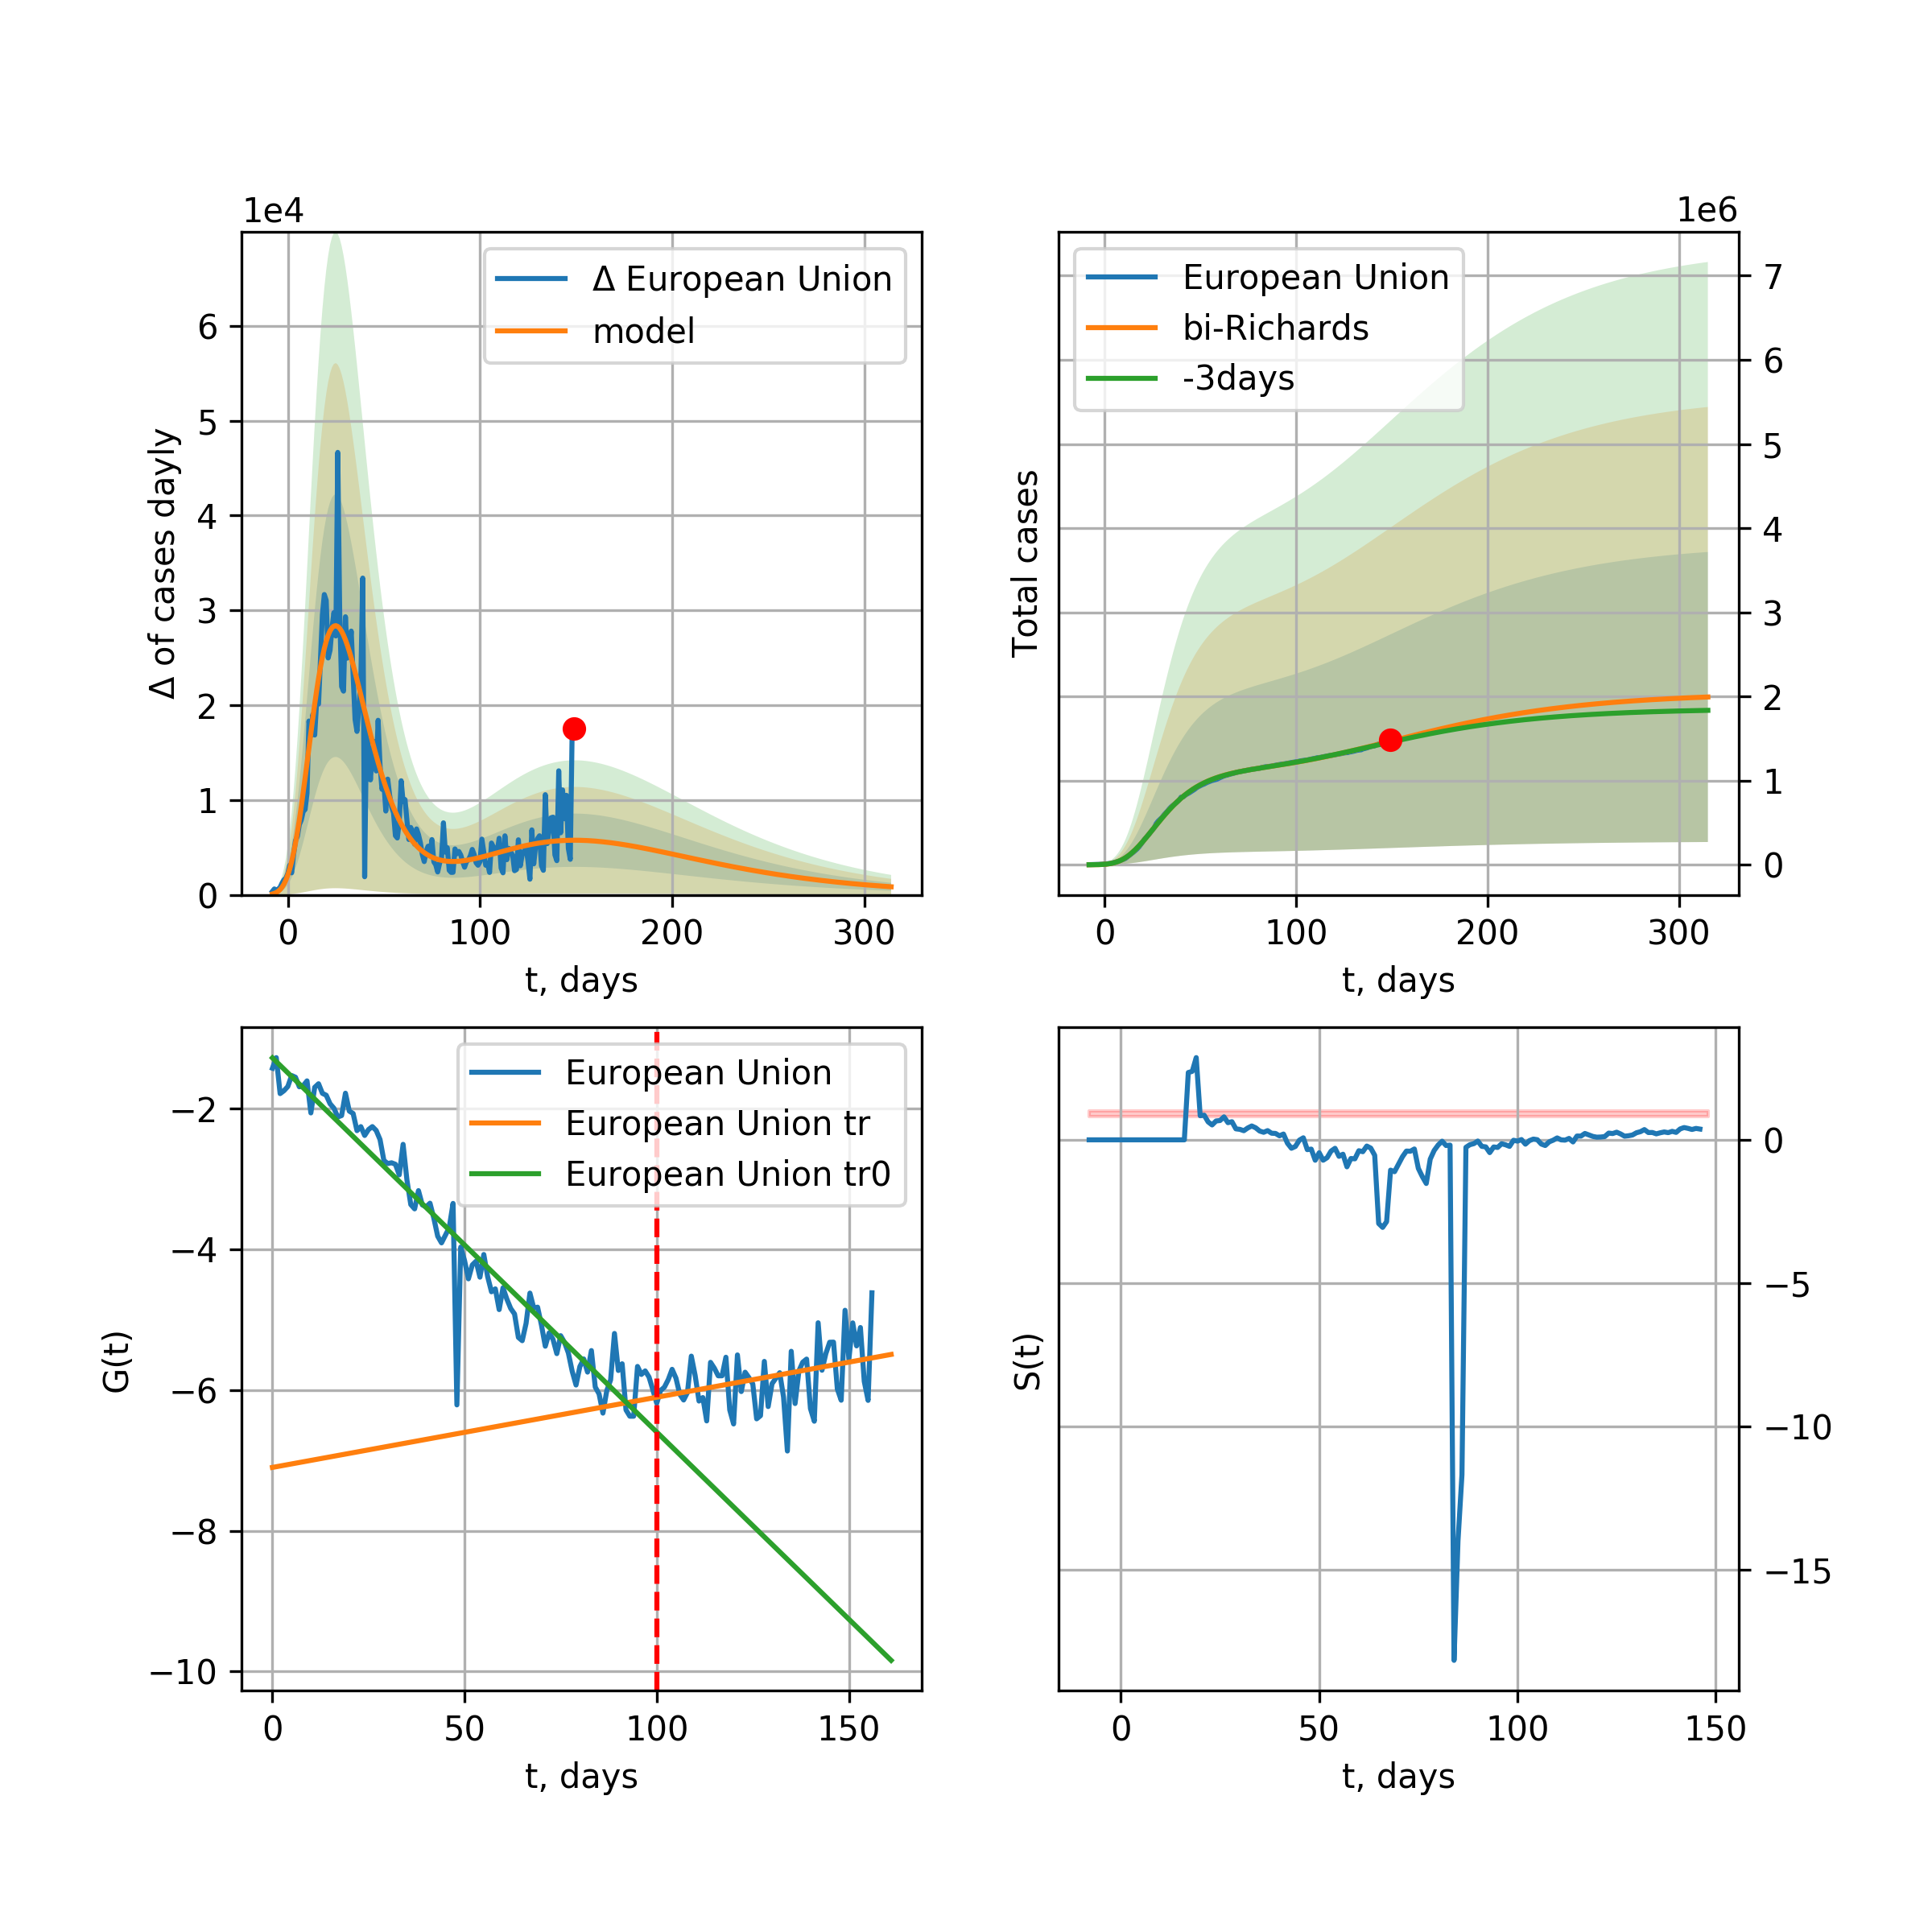 1e4
Δ European Union
model
6
5
4
3
2
1
0
Δ of cases dayly
0 100 200 300
t, days
1e6
European Union
bi-Richards
-3days
7
6
5
4
3
2
1
0
Total cases
0 100 200 300
t, days
European Union
European Union tr
European Union tr0
−2
−4
−6
−8
−10
G(t)
0 50 100 150
t, days
0
−5
−10
−15
S(t)
0 50 100 150
t, days